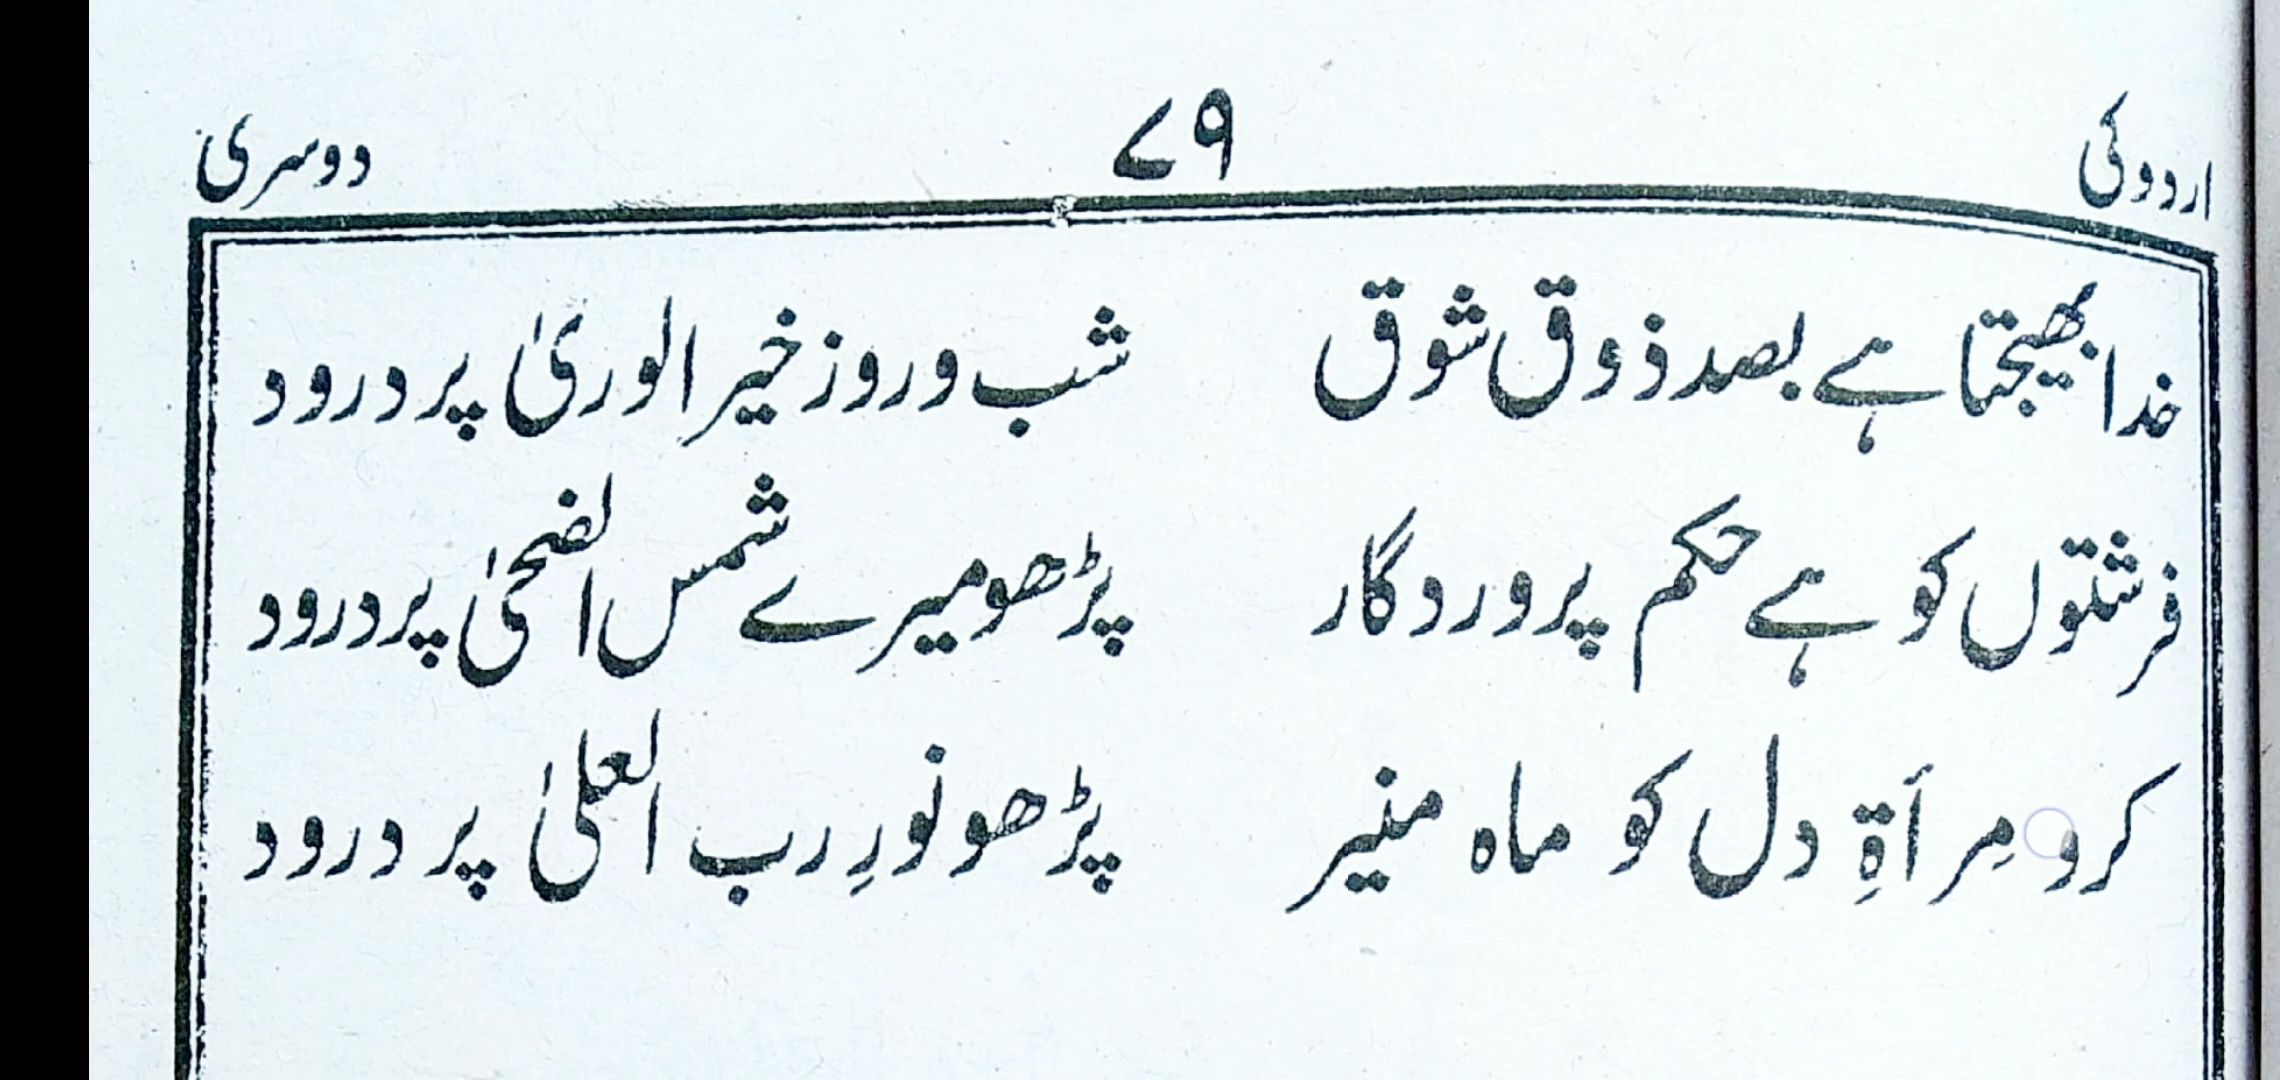 اردو کی ۷۹ دوسری
خدا بھیجتا ہے بصد ذوق شوق شب و روز خیر الوریٰ پر درود
فرشتوں کو ہے حکم پروردگار پڑھو میرے شمس الضحیٰ پر درود
کرو مِرأۃِ دل کو ماہ منیر پڑھو نورِ رب العلیٰ پر درود